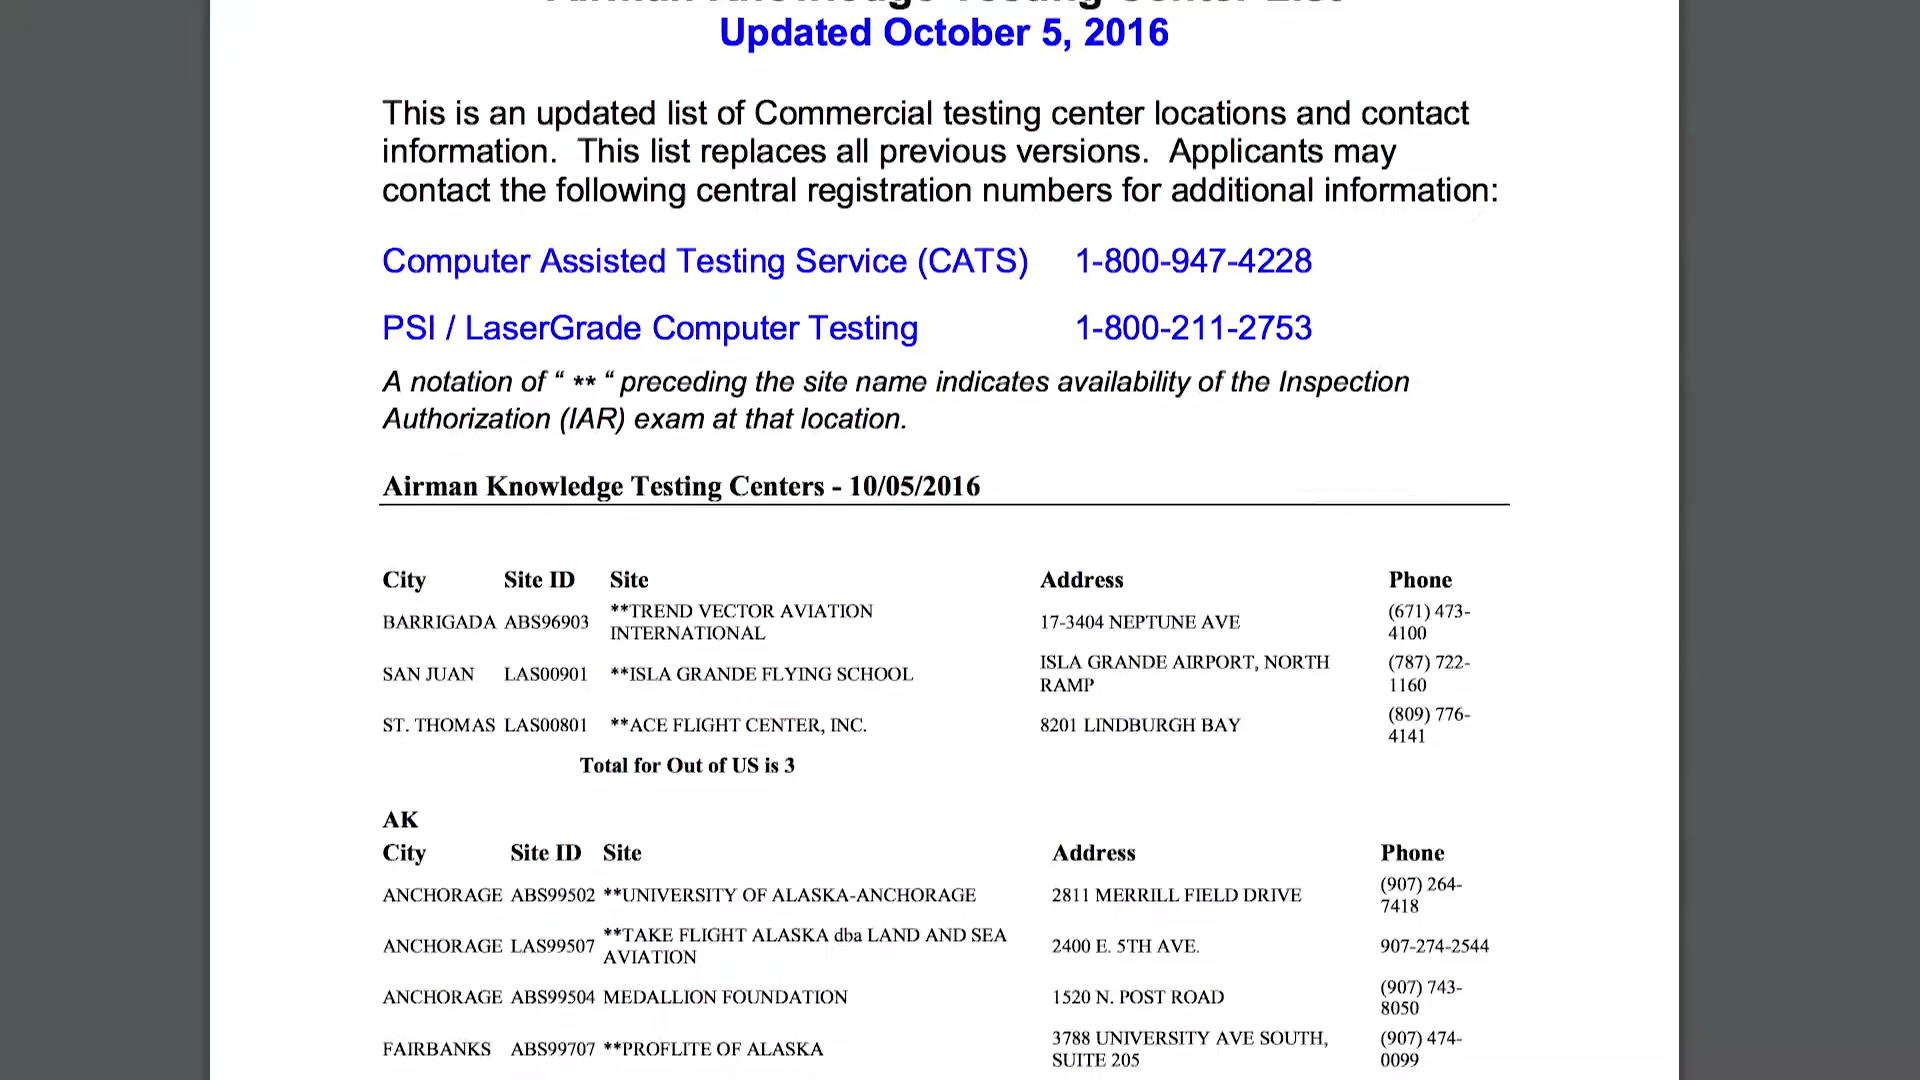 Airman Knowledge Testing Center List
Updated October 5, 2016
This is an updated list of Commercial testing center locations and contact
information.  This list replaces all previous versions.  Applicants may
contact the following central registration numbers for additional information:
Computer Assisted Testing Service (CATS) 1-800-947-4228
PSI / LaserGrade Computer Testing 1-800-211-2753
A notation of “ ** “ preceding the site name indicates availability of the Inspection
Authorization (IAR) exam at that location.
Airman Knowledge Testing Centers - 10/05/2016
City Site ID Site Address Phone
BARRIGADA ABS96903 **TREND VECTOR AVIATION
INTERNATIONAL 17-3404 NEPTUNE AVE (671) 473-
4100
SAN JUAN LAS00901 **ISLA GRANDE FLYING SCHOOL ISLA GRANDE AIRPORT, NORTH
RAMP (787) 722-
1160
ST. THOMAS LAS00801 **ACE FLIGHT CENTER, INC. 8201 LINDBURGH BAY (809) 776-
4141
Total for Out of US is 3
AK
City Site ID Site Address Phone
ANCHORAGE ABS99502 **UNIVERSITY OF ALASKA-ANCHORAGE 2811 MERRILL FIELD DRIVE (907) 264-
7418
ANCHORAGE LAS99507 **TAKE FLIGHT ALASKA dba LAND AND SEA
AVIATION 2400 E. 5TH AVE. 907-274-2544
ANCHORAGE ABS99504 MEDALLION FOUNDATION 1520 N. POST ROAD (907) 743-
8050
FAIRBANKS ABS99707 **PROFLITE OF ALASKA 3788 UNIVERSITY AVE SOUTH,
SUITE 205 (907) 474-
0099